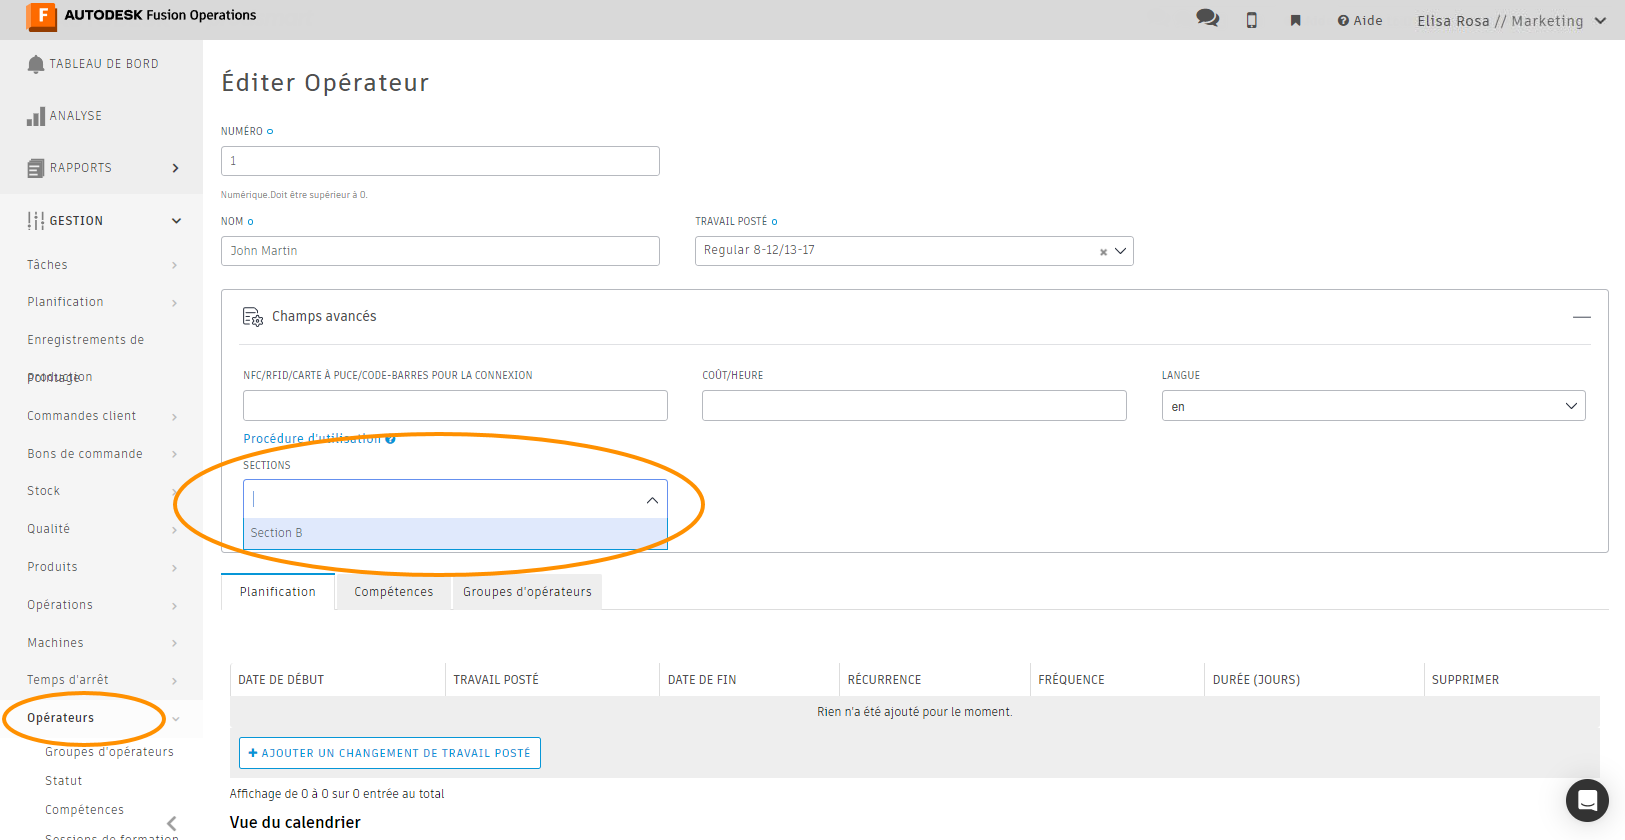 AUTODESK Fusion Operations
Aide
Elisa Rosa // Marketing
TABLEAU DE BORD
ANALYSE
RAPPORTS
GESTION
Tâches
Planification
Enregistrements de
production
Pointage
Commandes client
Bons de commande
Stock
Qualité
Produits
Opérations
Machines
Temps d'arrêt
Opérateurs
Groupes d'opérateurs
Statut
Compétences
Sessions de formation
Éditer Opérateur
NUMÉRO
1
Numérique.Doit être supérieur à 0.
NOM
TRAVAIL POSTÉ
John Martin
Regular 8-12/13-17
Champs avancés
NFC/RFID/CARTE À PUCE/CODE-BARRES POUR LA CONNEXION
COÛT/HEURE
LANGUE
en
Procédure d'utilisation
SECTIONS
Section B
Planification
Compétences
Groupes d'opérateurs
DATE DE DÉBUT
TRAVAIL POSTÉ
DATE DE FIN
RÉCURRENCE
FRÉQUENCE
DURÉE (JOURS)
SUPPRIMER
Rien n'a été ajouté pour le moment.
+ AJOUTER UN CHANGEMENT DE TRAVAIL POSTÉ
Affichage de 0 à 0 sur 0 entrée au total
Vue du calendrier